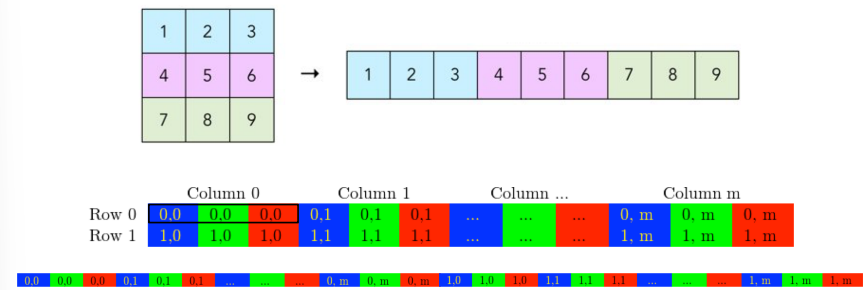 1 2 3
4 5 6
7 8 9
→
1 2 3 4 5 6 7 8 9
Column 0 Column 1 Column ... Column m
Row 0 0,0 0,0 0,0 0,1 0,1 0,1 ... ... ... 0, m 0, m 0, m
Row 1 1,0 1,0 1,0 1,1 1,1 1,1 ... ... ... 1, m 1, m 1, m
0,0 0,0 0,0 0,1 0,1 0,1 ... ... ... 0, m 0, m 0, m 1,0 1,0 1,0 1,1 1,1 1,1 ... ... ... 1, m 1, m 1, m